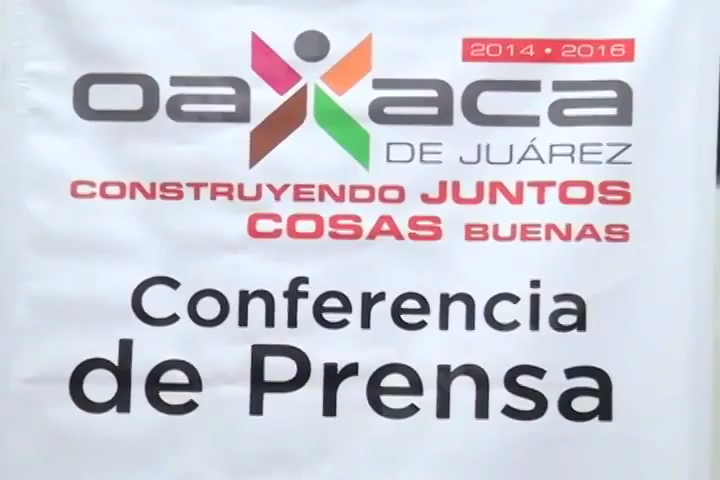 2014 • 2016
oaxaca
DE JUÁREZ
CONSTRUYENDO JUNTOS
COSAS BUENAS
Conferencia
de Prensa